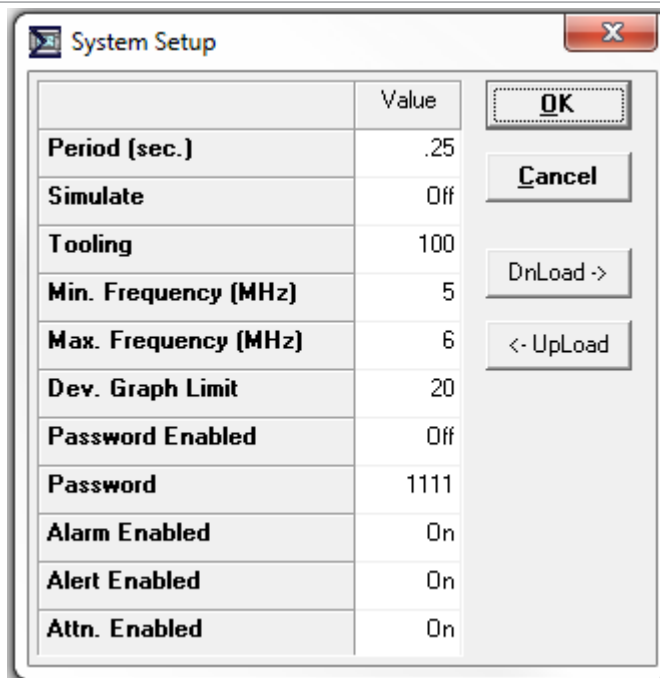 System Setup
Value
Period (sec.) .25
Simulate Off
Tooling 100
Min. Frequency (MHz) 5
Max. Frequency (MHz) 6
Dev. Graph Limit 20
Password Enabled Off
Password 1111
Alarm Enabled On
Alert Enabled On
Attn. Enabled On
OK
Cancel
DnLoad ->
<- UpLoad